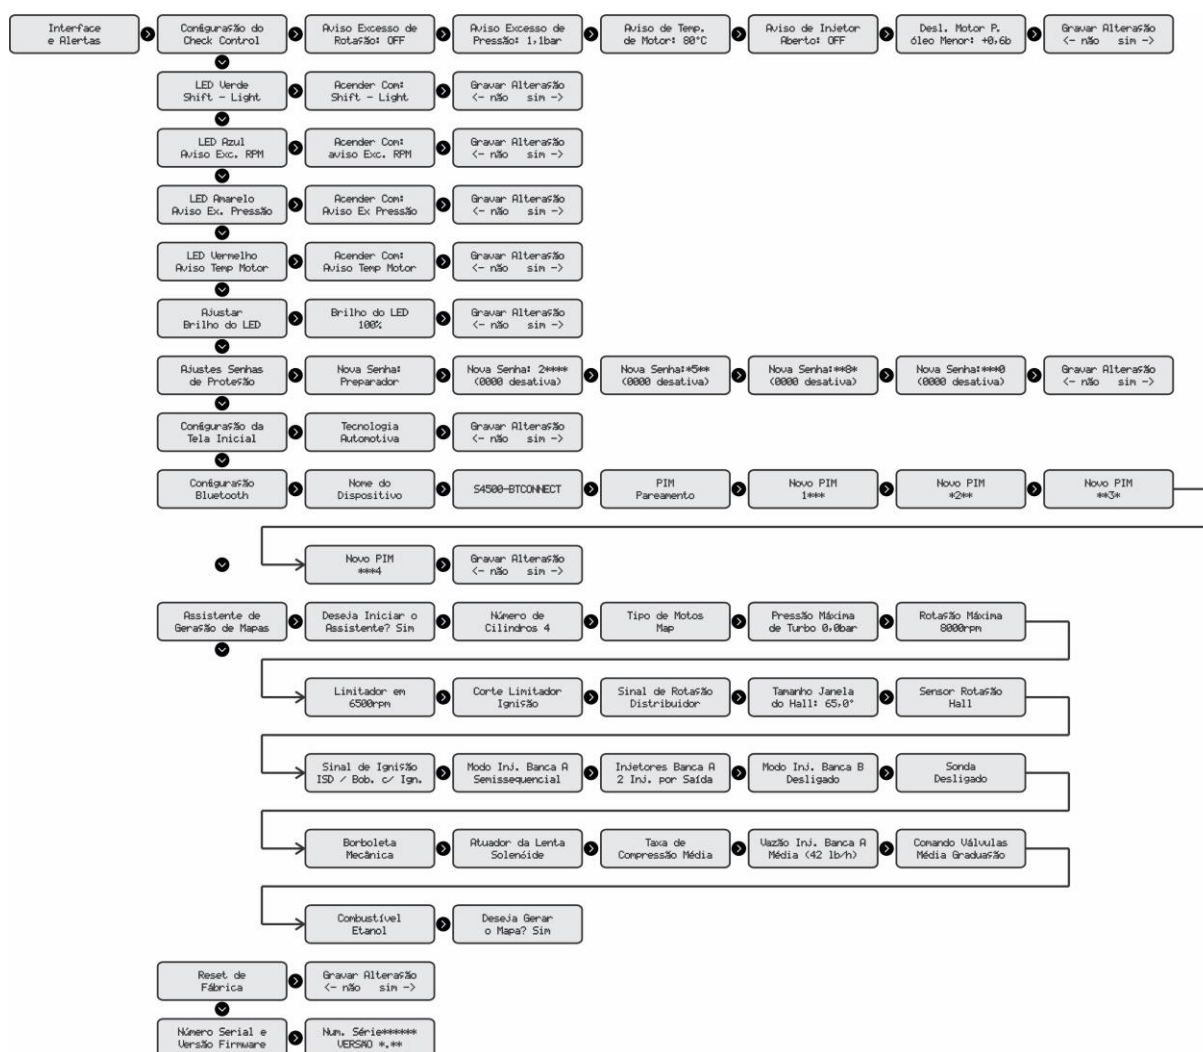 Interface
e Alertas
Configuração do
Check Control
Aviso Excesso de
Rotação: OFF
Aviso Excesso de
Pressão: 1,1bar
Aviso de Temp.
de Motor: 80°C
Aviso de Injetor
Aberto: OFF
Desl. Motor P.
óleo Menor: +0,6b
Gravar Alteração
<- não sim ->
LED Verde
Shift - Light
Acender Com:
Shift - Light
Gravar Alteração
<- não sim ->
LED Azul
Aviso Exc. RPM
Acender Com:
aviso Exc. RPM
Gravar Alteração
<- não sim ->
LED Amarelo
Aviso Ex. Pressão
Acender Com:
Aviso Ex Pressão
Gravar Alteração
<- não sim ->
LED Vermelho
Aviso Temp Motor
Acender Com:
Aviso Temp Motor
Gravar Alteração
<- não sim ->
Ajustar
Brilho do LED
Brilho do LED
100%
Gravar Alteração
<- não sim ->
Ajustes Senhas
de Proteção
Nova Senha:
Preparador
Nova Senha: 2****
(0000 desativa)
Nova Senha:*5**
(0000 desativa)
Nova Senha:**8*
(0000 desativa)
Nova Senha:***0
(0000 desativa)
Gravar Alteração
<- não sim ->
Configuração da
Tela Inicial
Tecnologia
Automotiva
Gravar Alteração
<- não sim ->
Configuração
Bluetooth
Nome do
Dispositivo
S4500-BTCONNECT
PIM
Pareamento
Novo PIM
1***
Novo PIM
*2**
Novo PIM
**3*
Novo PIM
***4
Gravar Alteração
<- não sim ->
Assistente de
Geração de Mapas
Deseja Iniciar o
Assistente? Sim
Número de
Cilindros 4
Tipo de Motos
Map
Pressão Máxima
de Turbo 0,0bar
Rotação Máxima
8000rpm
Limitador em
6500rpm
Corte Limitador
Ignição
Sinal de Rotação
Distribuidor
Tamanho Janela
do Hall: 65,0°
Sensor Rotação
Hall
Sinal de Ignição
ISD / Bob. c/ Ign.
Modo Inj. Banca A
Semissequencial
Injetores Banca A
2 Inj. por Saída
Modo Inj. Banca B
Desligado
Sonda
Desligado
Borboleta
Mecânica
Atuador da Lenta
Solenóide
Taxa de
Compressão Média
Vazão Inj. Banca A
Média (42 lb/h)
Comando Válvulas
Média Graduação
Combustível
Etanol
Deseja Gerar
o Mapa? Sim
Reset de
Fábrica
Gravar Alteração
<- não sim ->
Número Serial e
Versão Firmware
Num. Série******
VERSÃO *.**